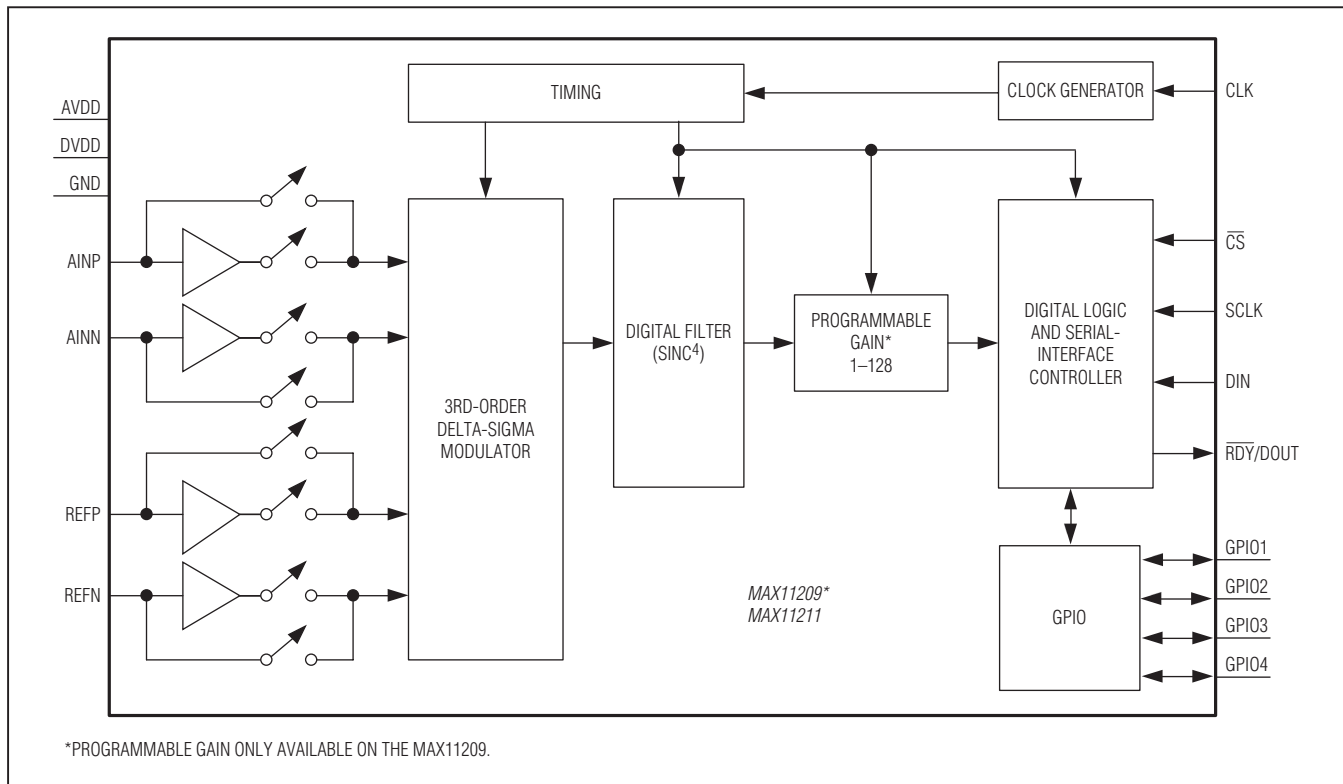 TIMING
CLOCK GENERATOR
CLK
AVDD
DVDD
GND
AINP
AINN
REFP
REFN
3RD-ORDER
DELTA-SIGMA
MODULATOR
DIGITAL FILTER
(SINC⁴)
PROGRAMMABLE
GAIN*
1–128
DIGITAL LOGIC
AND SERIAL-
INTERFACE
CONTROLLER
C̅S̅
SCLK
DIN
R̅D̅Y̅/DOUT
GPIO
GPIO1
GPIO2
GPIO3
GPIO4
MAX11209*
MAX11211
*PROGRAMMABLE GAIN ONLY AVAILABLE ON THE MAX11209.